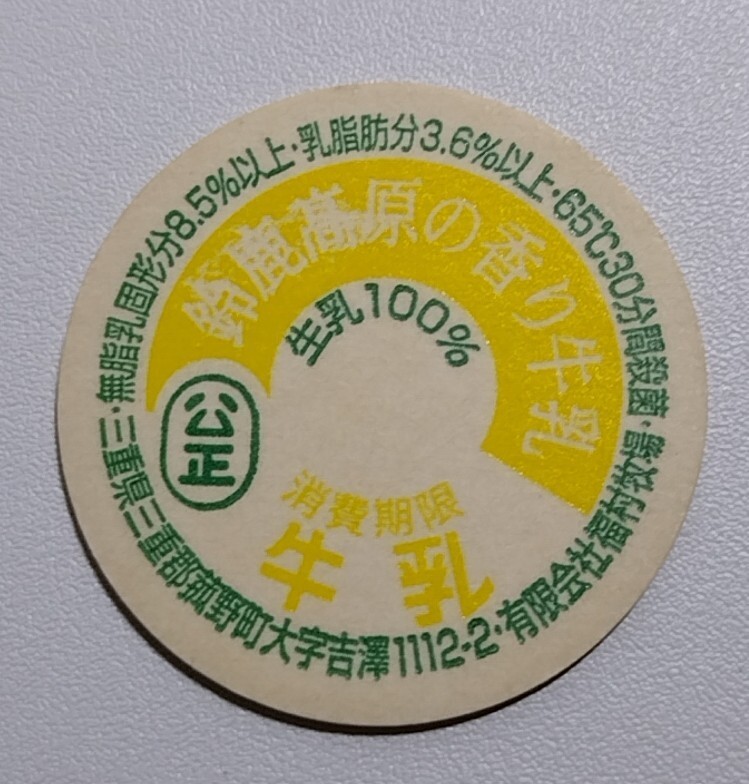 無脂乳固形分8.5%以上・乳脂肪分3.6%以上・65℃30分間殺菌・
鈴鹿高原の香り牛乳
生乳100%
公正
消費期限
牛乳
三重県三重郡菰野町大字吉澤1112-2・有限会社福村牧場